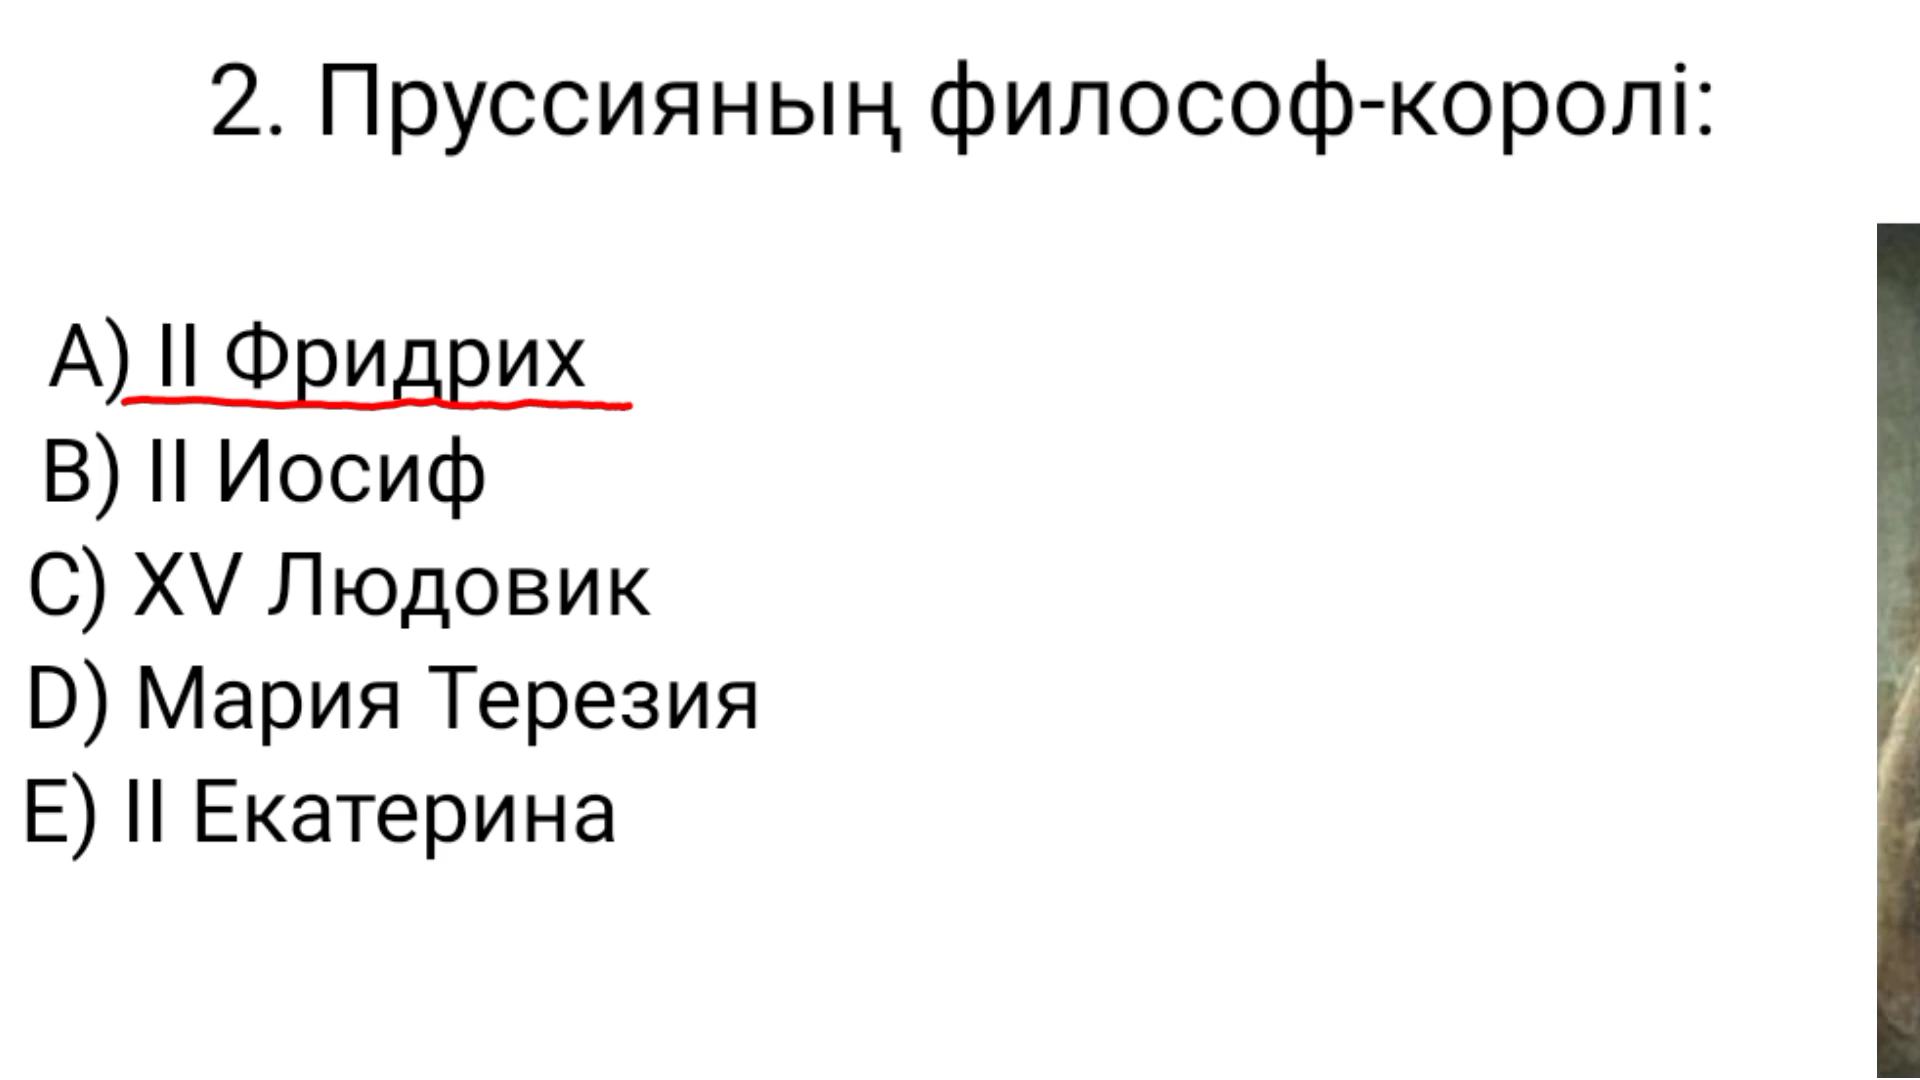 2. Пруссияның философ-королі:
A) II Фридрих
B) II Иосиф
C) XV Людовик
D) Мария Терезия
E) II Екатерина